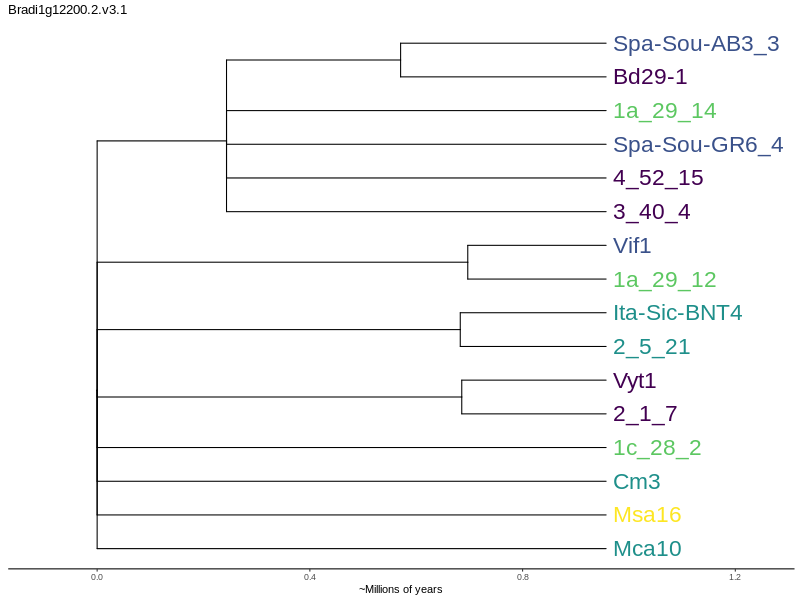 Bradi1g12200.2.v3.1
Spa-Sou-AB3_3
Bd29-1
1a_29_14
Spa-Sou-GR6_4
4_52_15
3_40_4
Vif1
1a_29_12
Ita-Sic-BNT4
2_5_21
Vyt1
2_1_7
1c_28_2
Cm3
Msa16
Mca10
0.0 0.4 0.8 1.2
~Millions of years